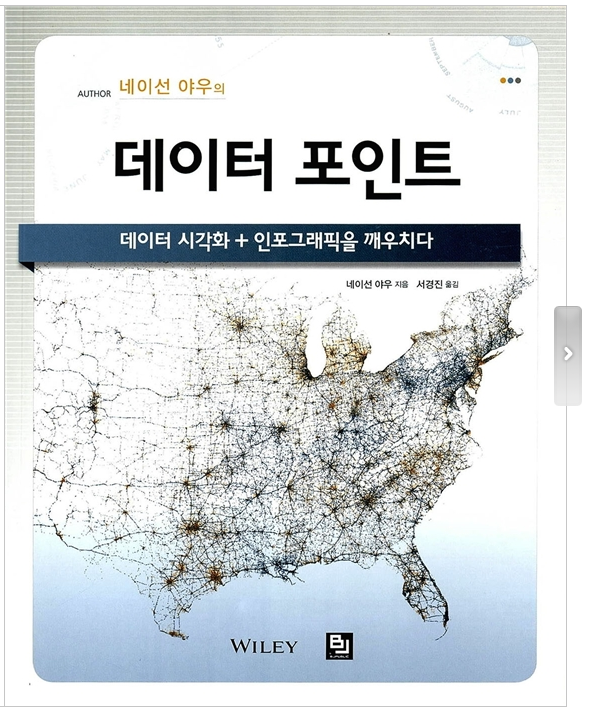 AUTHOR 네이선 야우의
데이터 포인트
데이터 시각화 + 인포그래픽을 깨우치다
네이선 야우 지음 서경진 옮김
WILEY
BJ